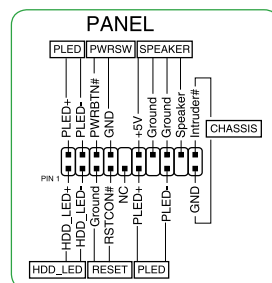 PANEL
PLED PWRSW SPEAKER
PLED+
PLED-
PWRBTN#
GND
+5V
Ground
Ground
Speaker
Intruder#
CHASSIS
PIN 1
HDD_LED+
HDD_LED-
Ground
RSTCON#
NC
PLED+
PLED-
GND
HDD_LED RESET PLED